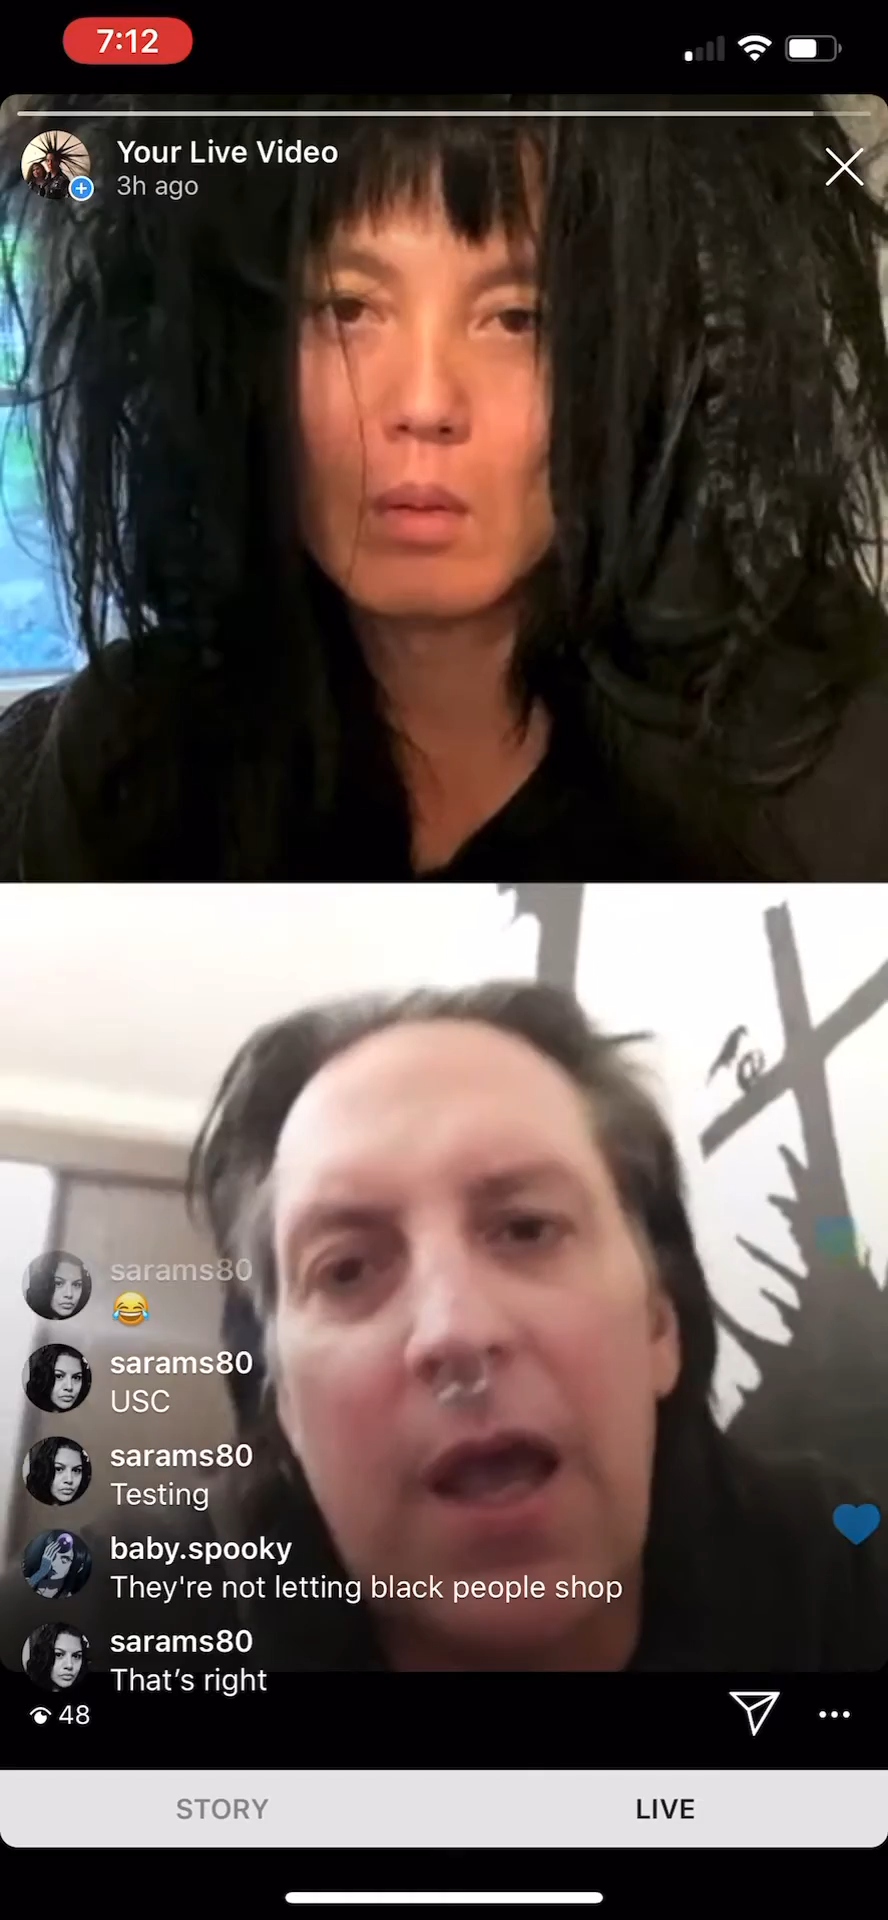 7:12
Your Live Video
3h ago
@
sarams80
😂
sarams80
USC
sarams80
Testing
baby.spooky
They're not letting black people shop
sarams80
That’s right
48
STORY
LIVE